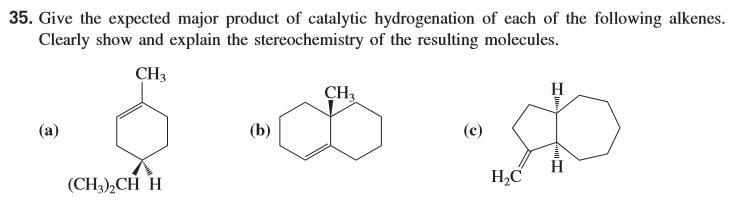 35. Give the expected major product of catalytic hydrogenation of each of the following alkenes.
Clearly show and explain the stereochemistry of the resulting molecules.
CH3
CH3
H
(a)
(b)
(c)
H
H2C
(CH3)2CH H